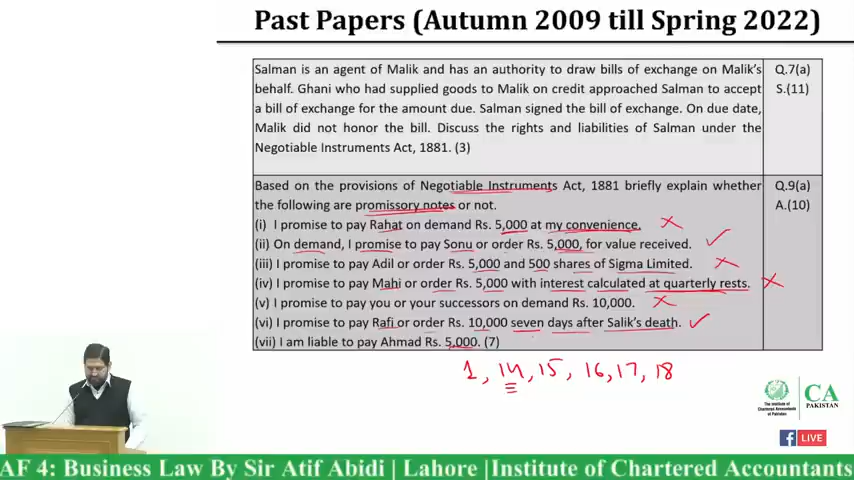 Past Papers (Autumn 2009 till Spring 2022)
Salman is an agent of Malik and has an authority to draw bills of exchange on Malik's
behalf. Ghani who had supplied goods to Malik on credit approached Salman to accept
a bill of exchange for the amount due. Salman signed the bill of exchange. On due date,
Malik did not honor the bill. Discuss the rights and liabilities of Salman under the
Negotiable Instruments Act, 1881. (3)
Q.7(a)
S.(11)
Based on the provisions of Negotiable Instruments Act, 1881 briefly explain whether
the following are promissory notes or not.
(i) I promise to pay Rahat on demand Rs. 5,000 at my convenience.
(ii) On demand, I promise to pay Sonu or order Rs. 5,000, for value received.
(iii) I promise to pay Adil or order Rs. 5,000 and 500 shares of Sigma Limited.
(iv) I promise to pay Mahi or order Rs. 5,000 with interest calculated at quarterly rests.
(v) I promise to pay you or your successors on demand Rs. 10,000.
(vi) I promise to pay Rafi or order Rs. 10,000 seven days after Salik's death.
(vii) I am liable to pay Ahmad Rs. 5,000. (7)
Q.9(a)
A.(10)
1, 14, 15, 16, 17, 18
The Institute of
Chartered Accountants
of Pakistan
CA
PAKISTAN
f LIVE
AF 4: Business Law By Sir Atif Abidi | Lahore |Institute of Chartered Accountants